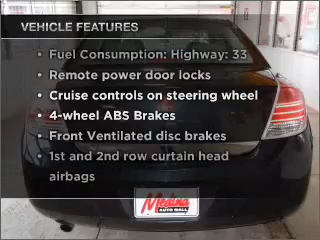 VEHICLE FEATURES
• Fuel Consumption: Highway: 33
• Remote power door locks
• Cruise controls on steering wheel
• 4-wheel ABS Brakes
• Front Ventilated disc brakes
• 1st and 2nd row curtain head
airbags
Medina
AUTO MALL